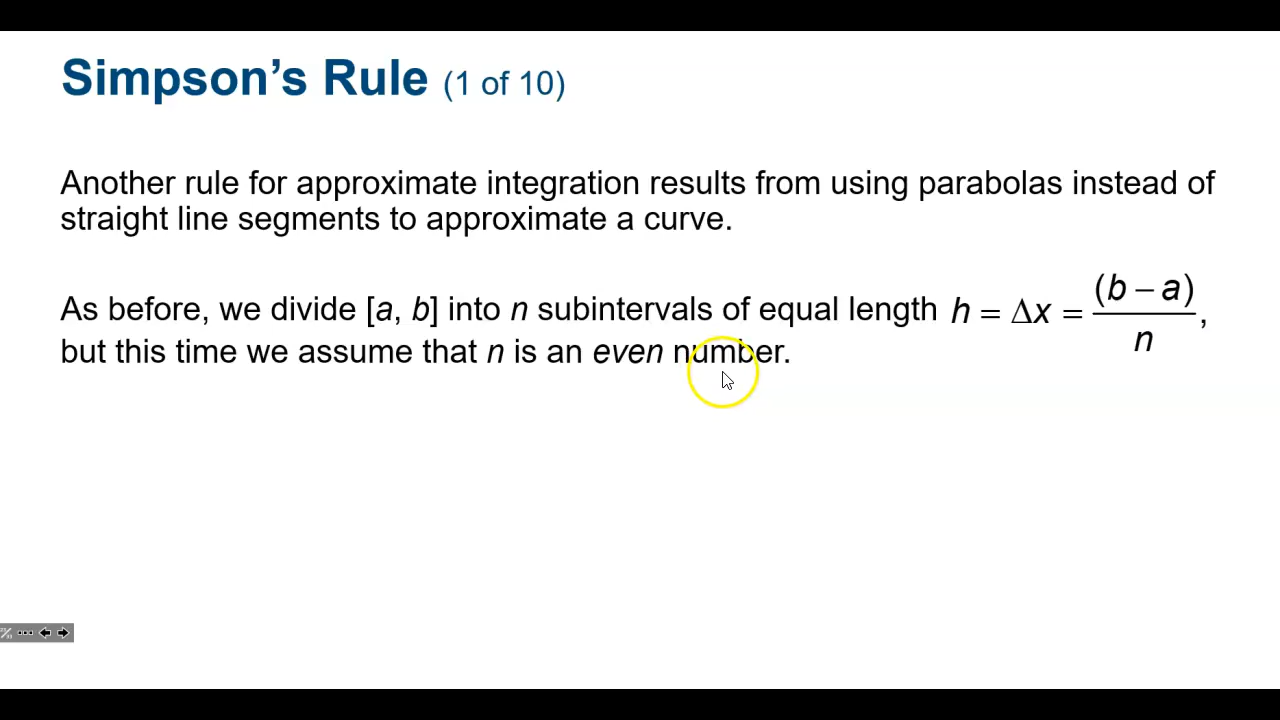 Simpson’s Rule (1 of 10)
Another rule for approximate integration results from using parabolas instead of
straight line segments to approximate a curve.
As before, we divide [a, b] into n subintervals of equal length h = Δx = (b − a) / n,
but this time we assume that n is an even number.